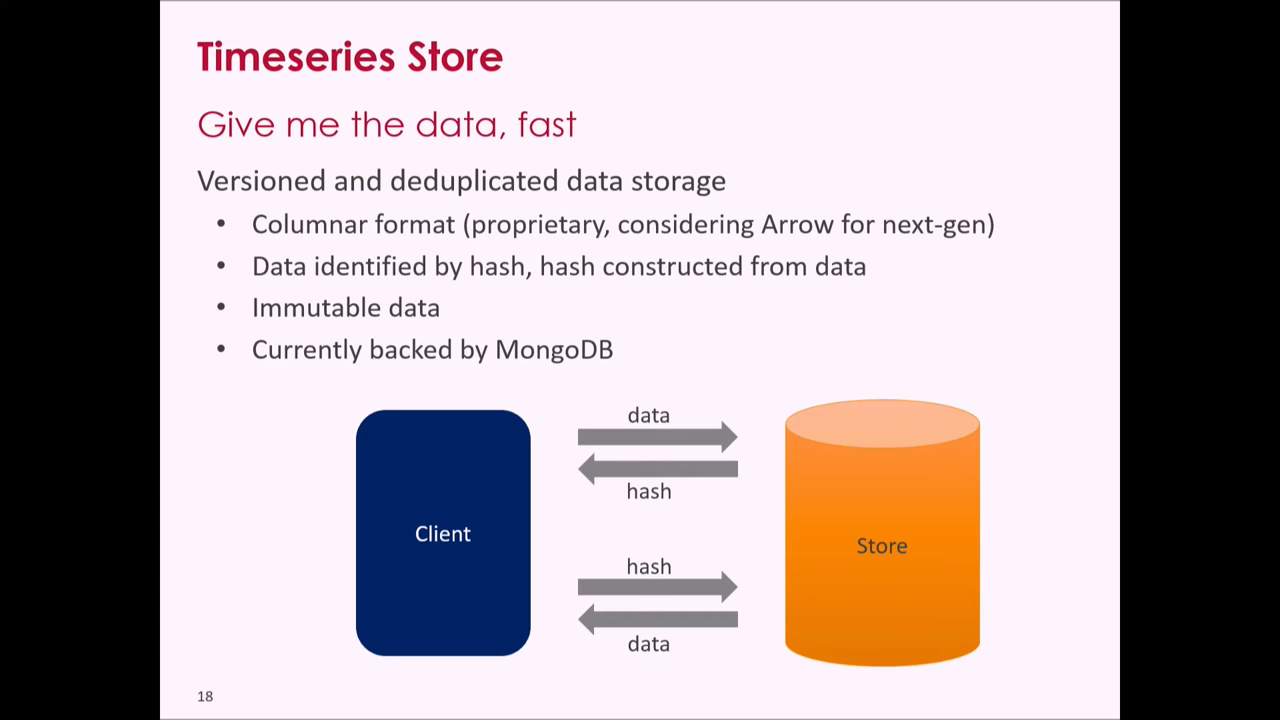 Timeseries Store
Give me the data, fast
Versioned and deduplicated data storage
• Columnar format (proprietary, considering Arrow for next-gen)
• Data identified by hash, hash constructed from data
• Immutable data
• Currently backed by MongoDB
data
hash
Client
Store
hash
data
18